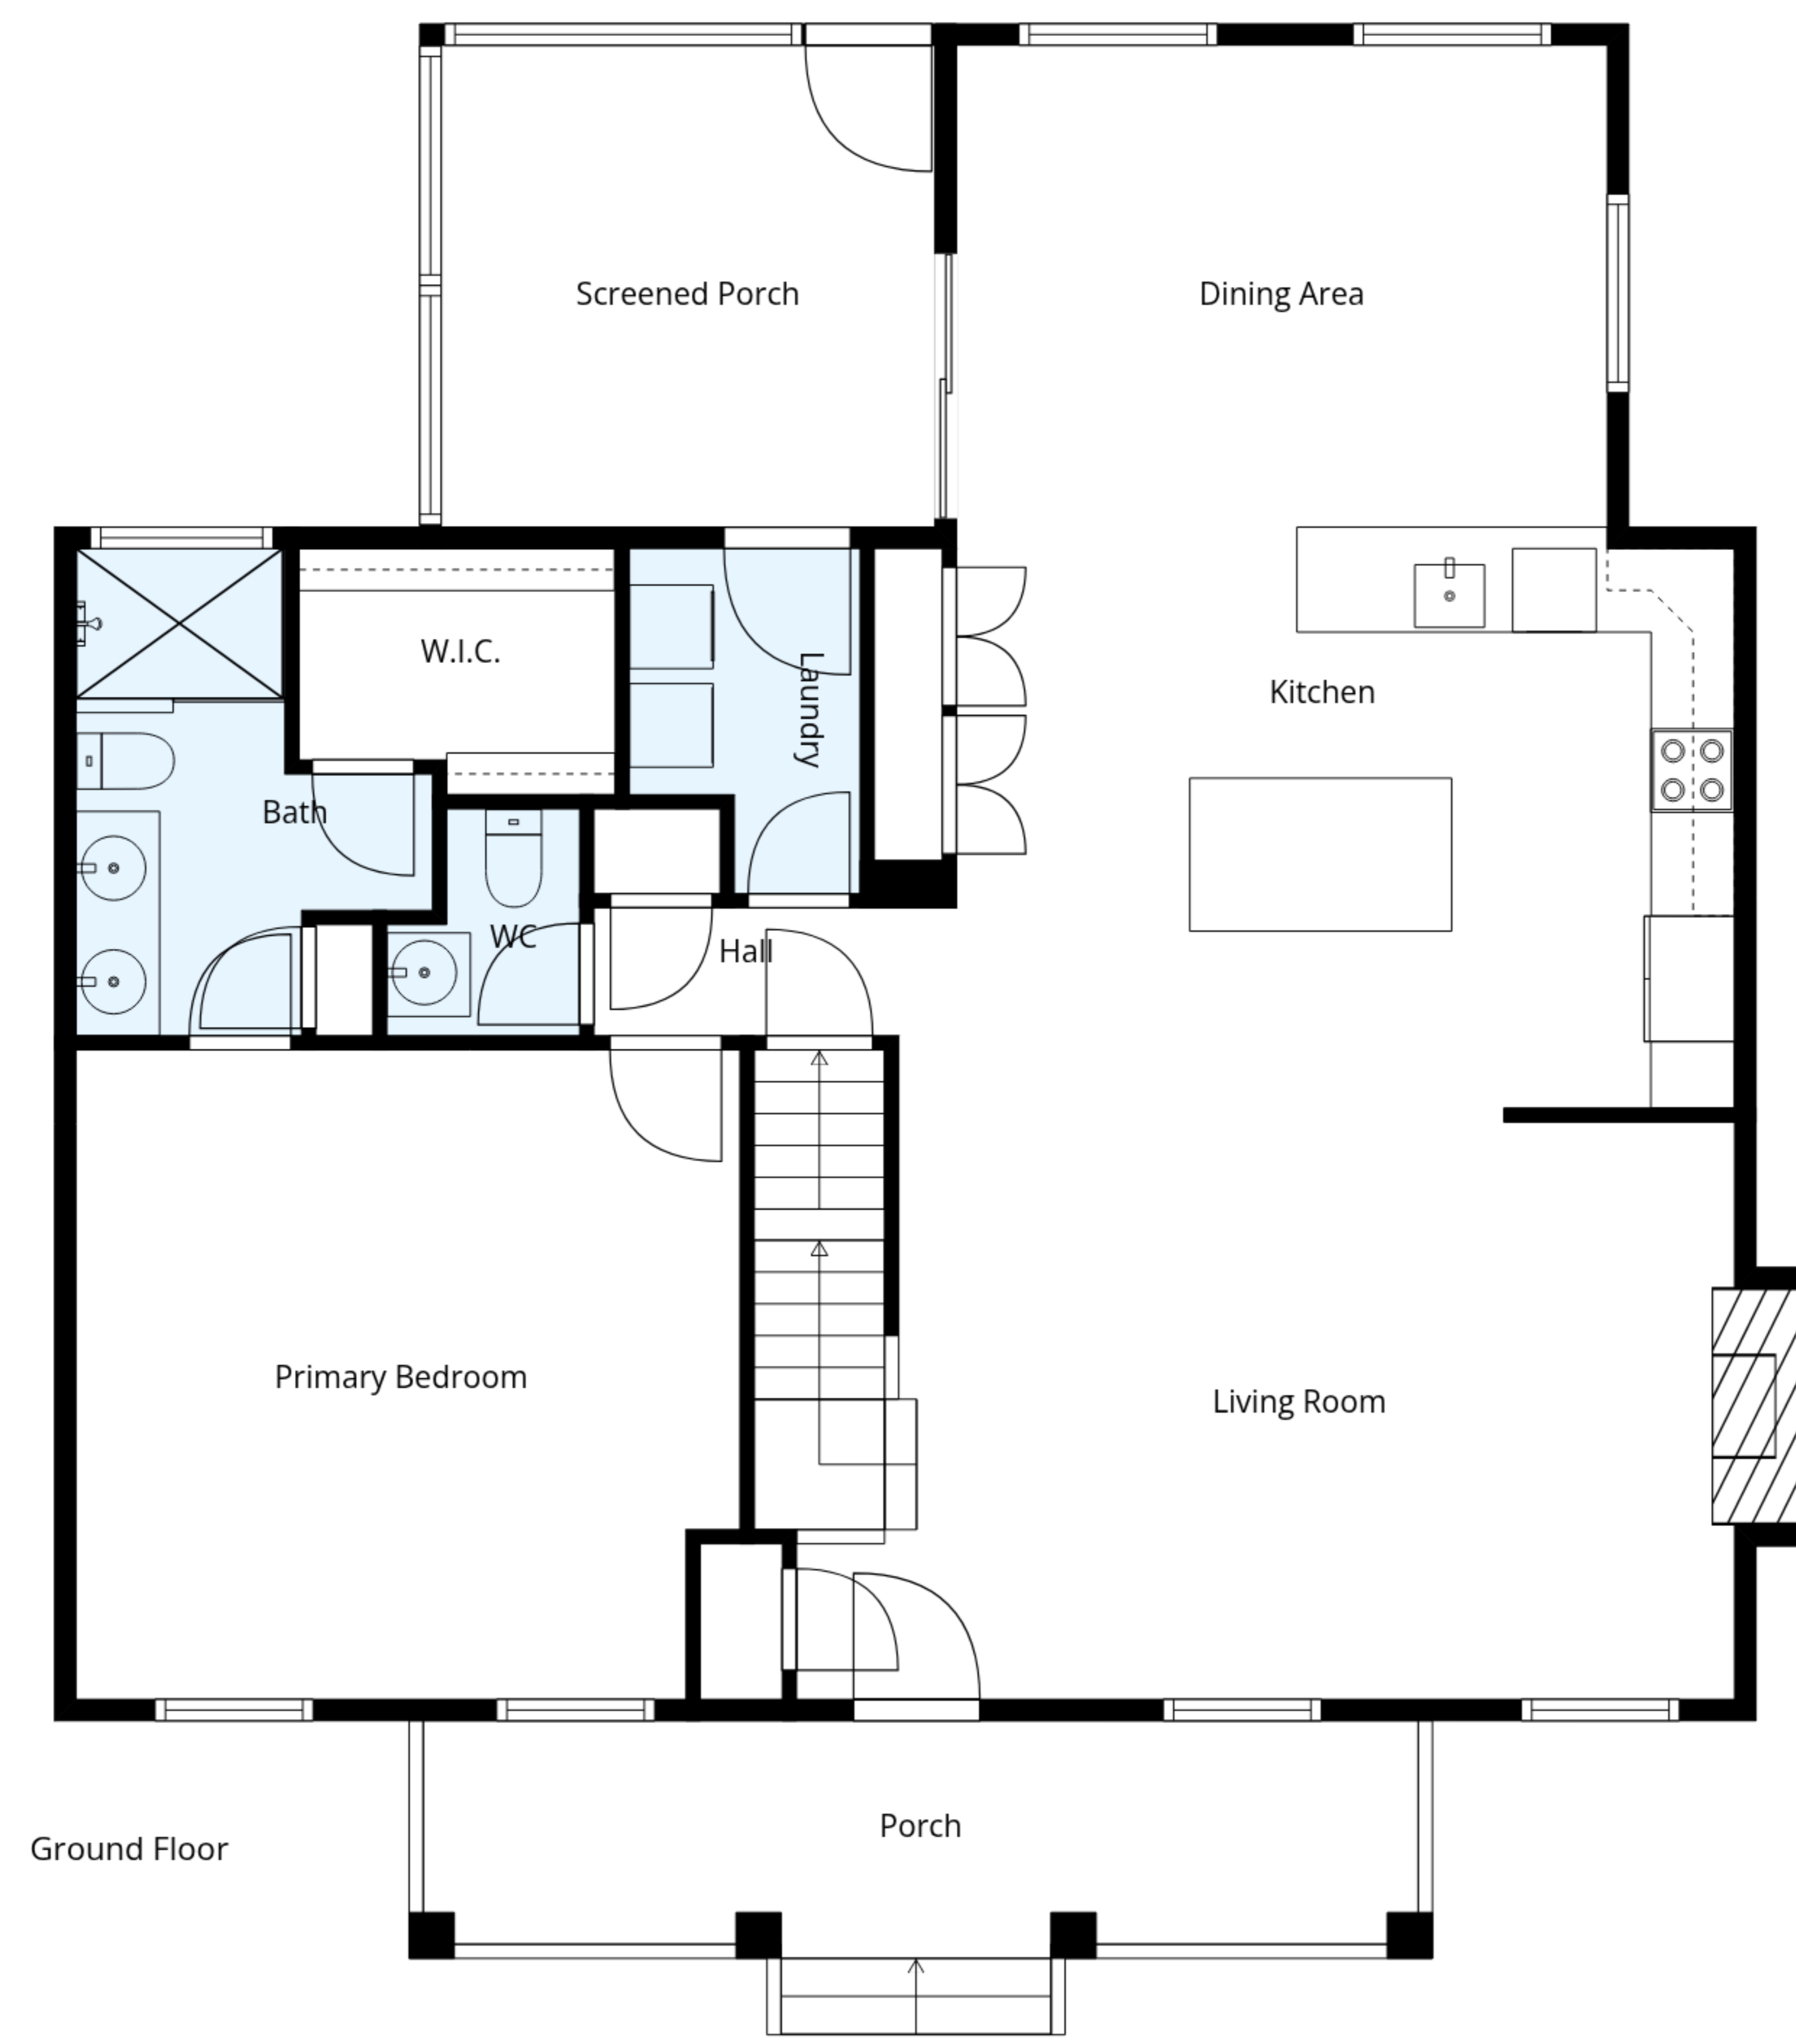 Screened Porch
Dining Area
W.I.C.
Laundry
Kitchen
Bath
WC
Hall
Primary Bedroom
Living Room
Porch
Ground Floor